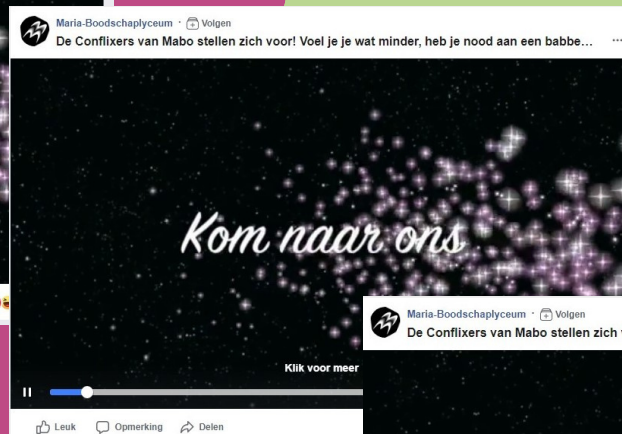 Maria-Boodschaplyceum · Volgen
De Conflixers van Mabo stellen zich voor! Voel je je wat minder, heb je nood aan een babbe...
Kom naar ons
Klik voor meer
Leuk Opmerking Delen
Maria-Boodschaplyceum · Volgen
De Conflixers van Mabo stellen zich